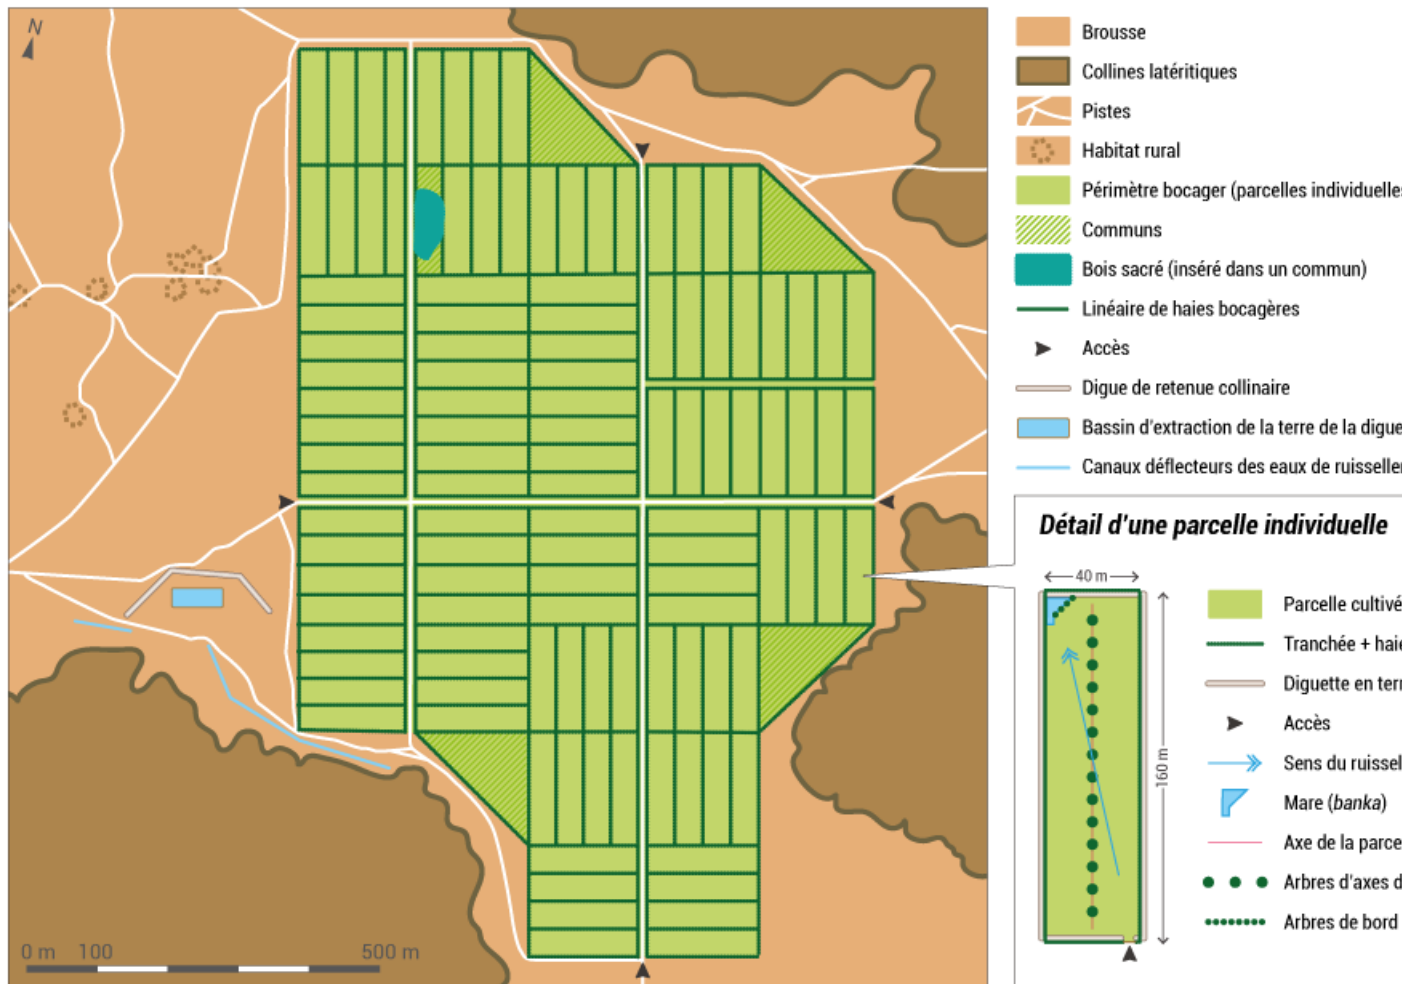 N
Brousse
Collines latéritiques
Pistes
Habitat rural
Périmètre bocager (parcelles individuelles
Communs
Bois sacré (inséré dans un commun)
Linéaire de haies bocagères
Accès
Digue de retenue collinaire
Bassin d'extraction de la terre de la digue
Canaux déflecteurs des eaux de ruisseller
Détail d'une parcelle individuelle
40 m
160 m
Parcelle cultivé
Tranchée + haie
Diguette en terr
Accès
Sens du ruissel
Mare (banka)
Axe de la parce
Arbres d'axes d
Arbres de bord
0 m 100 500 m